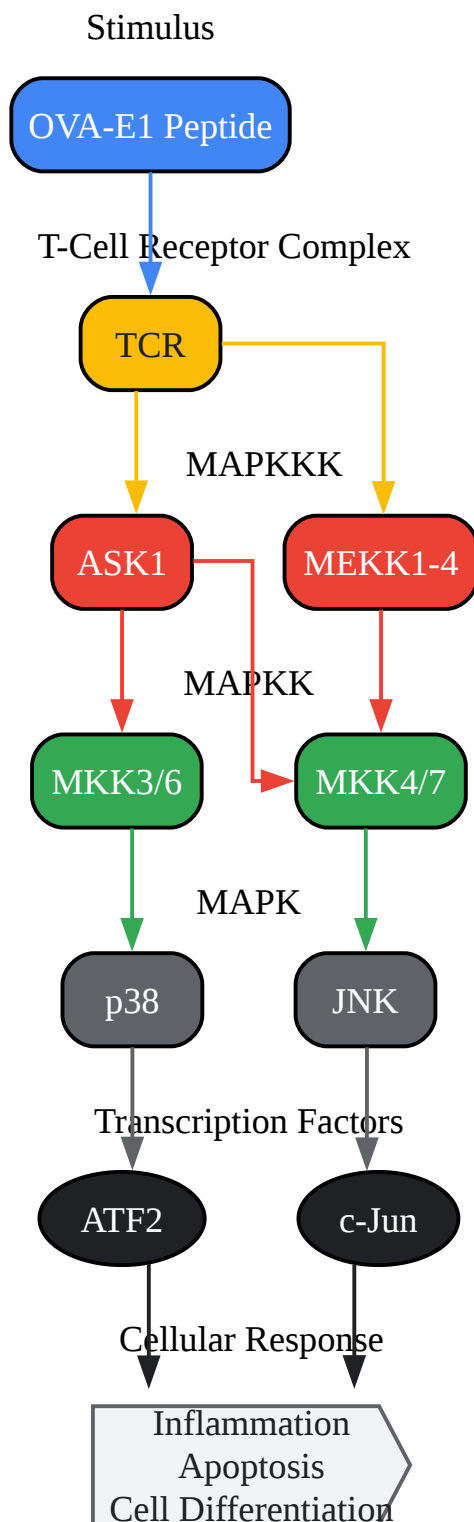 Stimulus
OVA-E1 Peptide
T-Cell Receptor Complex
TCR
MAPKKK
ASK1
MEKK1-4
MAPKK
MKK3/6
MKK4/7
MAPK
p38
JNK
Transcription Factors
ATF2
c-Jun
Cellular Response
Inflammation
Apoptosis
Cell Differentiation